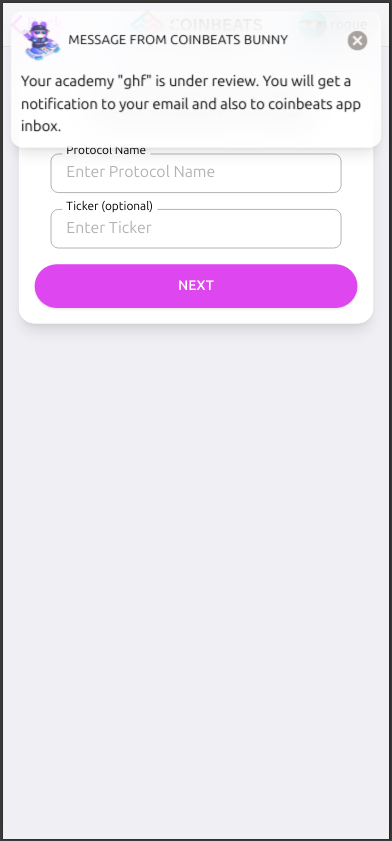 COINBEATS
rogue
MESSAGE FROM COINBEATS BUNNY
Your academy "ghf" is under review. You will get a
notification to your email and also to coinbeats app
inbox.
Protocol Name
Enter Protocol Name
Ticker (optional)
Enter Ticker
NEXT